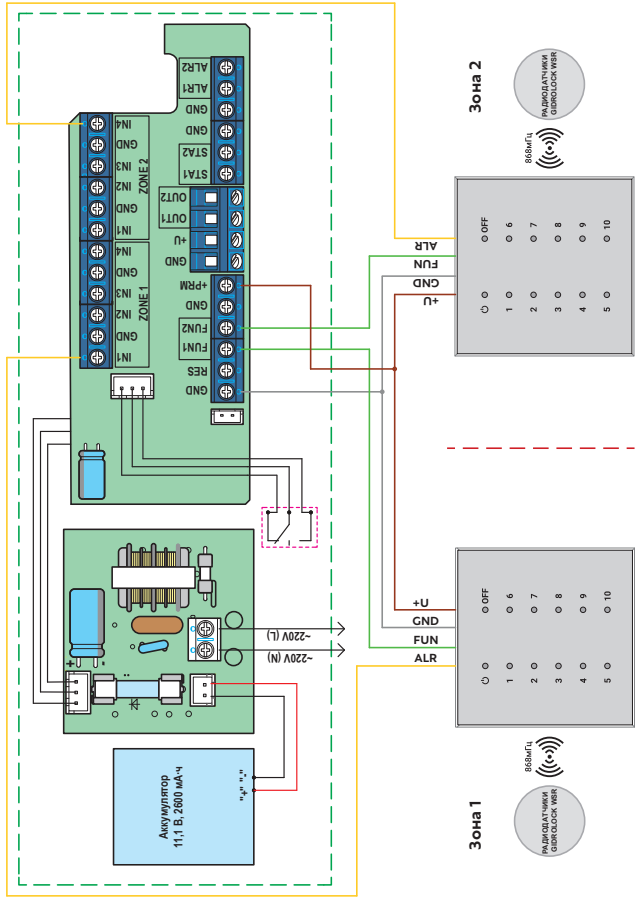 ALR2
ALR1
GND
GND
STA2
STA1
OUT2
OUT1
+U
GND
+PRM
GND
FUN2
FUN1
RES
GND
IN4
GND
IN3
IN2
GND
IN1
ZONE 2
IN4
GND
IN3
IN2
GND
IN1
ZONE 1
~220V (L)
~220V (N)
+
-
Аккумулятор
11,1 В, 2600 мА·ч
"+" "-"
Зона 2
РАДИОДАТЧИКИ
GIDROLOCK WSR
868мГц
ALR
FUN
GND
+U
OFF
1
2
3
4
5
6
7
8
9
10
+U
GND
FUN
ALR
OFF
1
2
3
4
5
6
7
8
9
10
868мГц
РАДИОДАТЧИКИ
GIDROLOCK WSR
Зона 1